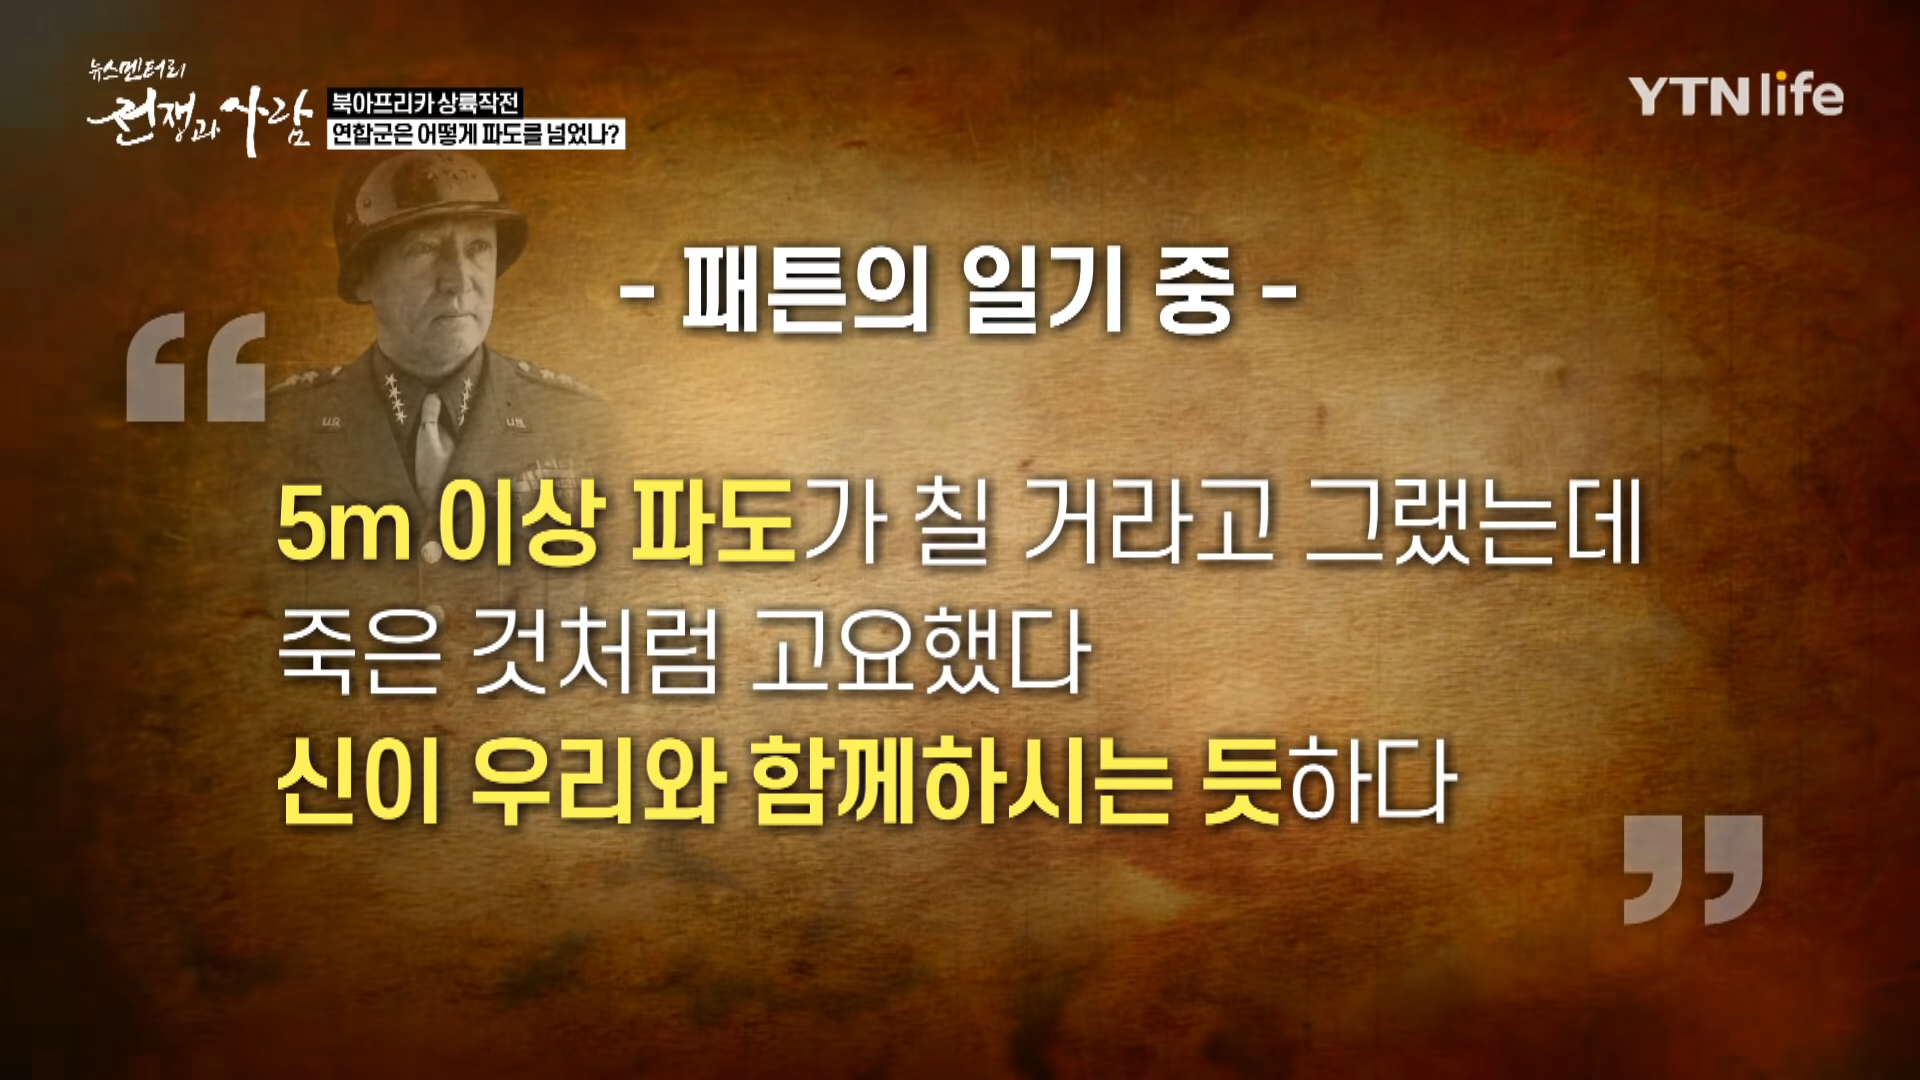 뉴스멘터리
전쟁과 사람
북아프리카 상륙작전
연합군은 어떻게 파도를 넘었나?
YTN life
- 패튼의 일기 중 -
“
5m 이상 파도가 칠 거라고 그랬는데
죽은 것처럼 고요했다
신이 우리와 함께하시는 듯하다
”